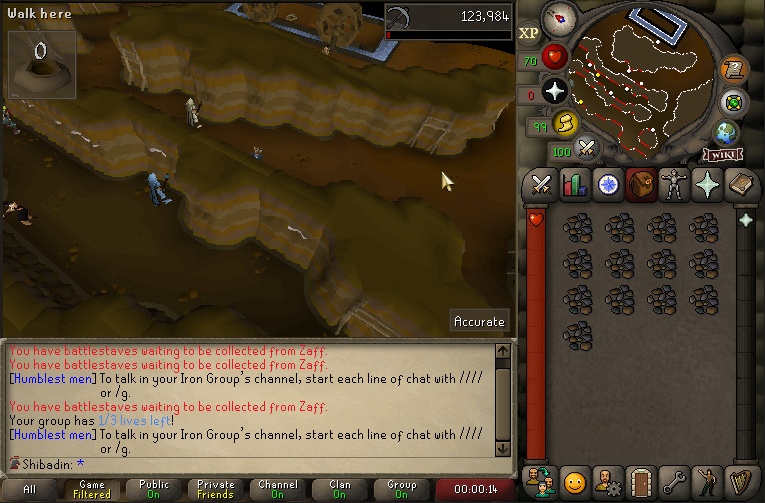 Walk here
123,984
XP
70
0
99
100
WIKI
Accurate
You have battlestaves waiting to be collected from Zaff.
You have battlestaves waiting to be collected from Zaff.
[Humblest men] To talk in your Iron Group's channel, start each line of chat with ////
or /g.
You have battlestaves waiting to be collected from Zaff.
Your group has 1/3 lives left!
[Humblest men] To talk in your Iron Group's channel, start each line of chat with ////
or /g.
Shibadin: *
All
Game
Filtered
Public
On
Private
Friends
Channel
On
Clan
On
Group
On
00:00:14